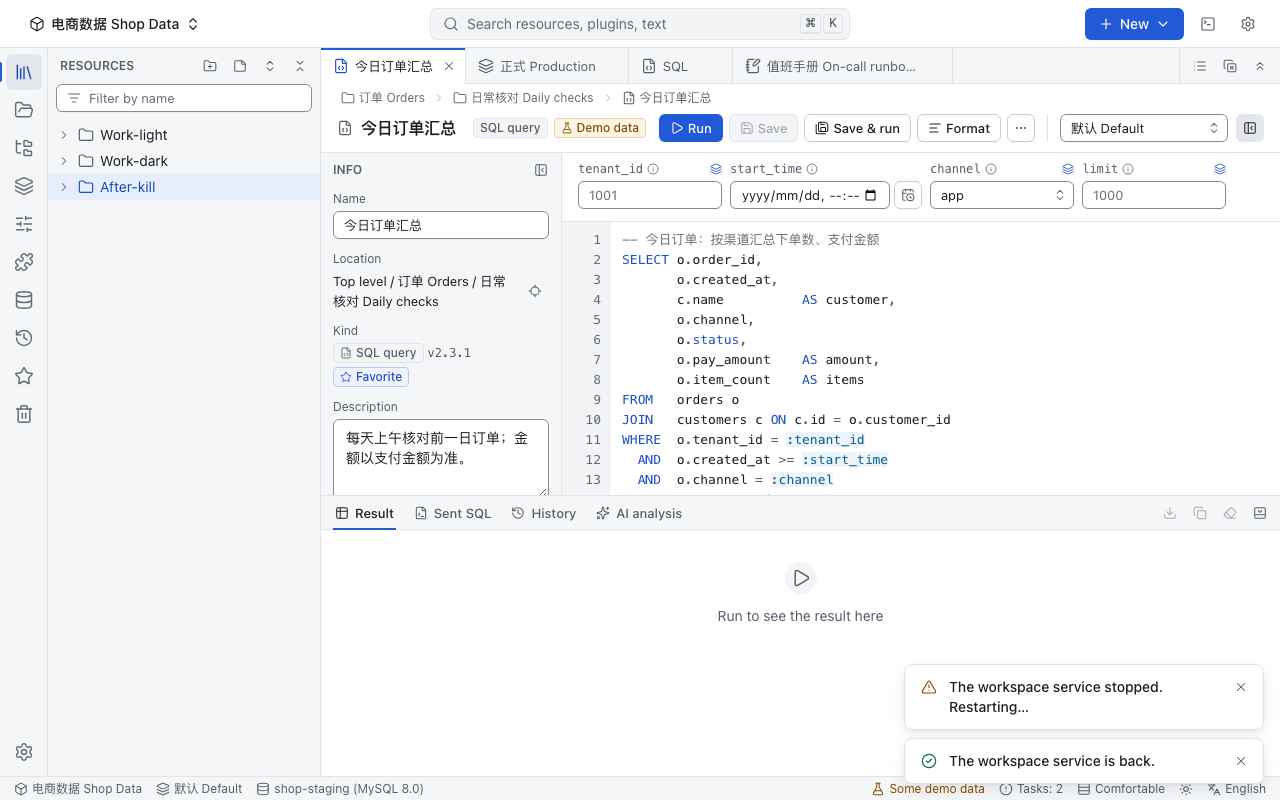 电商数据 Shop Data
Search resources, plugins, text
⌘ K
New
RESOURCES
Filter by name
Work-light
Work-dark
After-kill
今日订单汇总
正式 Production
SQL
值班手册 On-call runbo...
订单 Orders
日常核对 Daily checks
今日订单汇总
今日订单汇总
SQL query
Demo data
Run
Save
Save & run
Format
默认 Default
INFO
Name
今日订单汇总
Location
Top level / 订单 Orders / 日常
核对 Daily checks
Kind
SQL query v2.3.1
Favorite
Description
每天上午核对前一日订单；金
额以支付金额为准。
tenant_id start_time channel limit
1001 yyyy/mm/dd, --:-- app 1000
1 -- 今日订单：按渠道汇总下单数、支付金额
2 SELECT o.order_id,
3 o.created_at,
4 c.name AS customer,
5 o.channel,
6 o.status,
7 o.pay_amount AS amount,
8 o.item_count AS items
9 FROM orders o
10 JOIN customers c ON c.id = o.customer_id
11 WHERE o.tenant_id = :tenant_id
12 AND o.created_at >= :start_time
13 AND o.channel = :channel
Result
Sent SQL
History
AI analysis
Run to see the result here
The workspace service stopped.
Restarting...
The workspace service is back.
电商数据 Shop Data
默认 Default
shop-staging (MySQL 8.0)
Some demo data
Tasks: 2
Comfortable
English